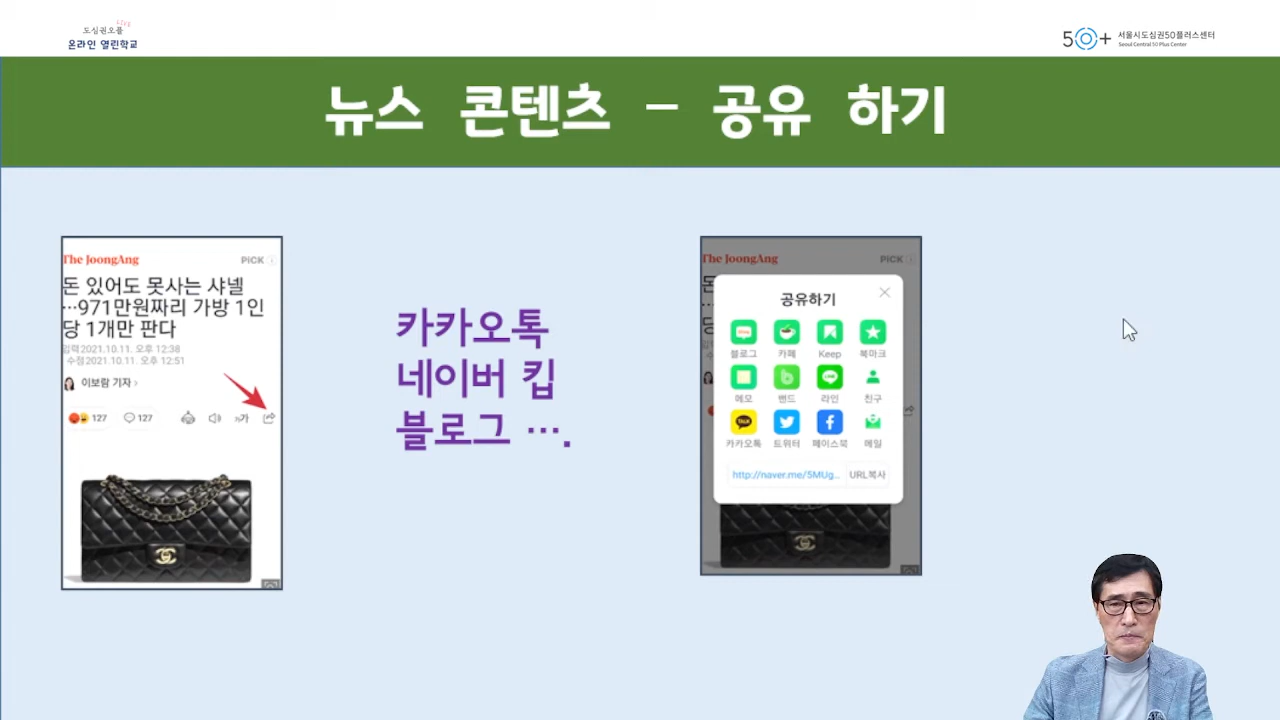 도심권오플
LIVE
온라인 열린학교
50+ 서울시도심권50플러스센터
Seoul Central 50 Plus Center
뉴스 콘텐츠 - 공유 하기
The JoongAng
PiCK
돈 있어도 못사는 샤넬
…971만원짜리 가방 1인
당 1개만 판다
입력2021.10.11. 오후 12:38
수정2021.10.11. 오후 12:51
이보람 기자
127
127
가
카카오톡
네이버 킵
블로그 ….
The JoongAng
PiCK
돈
…
당
공유하기
블로그 카페 Keep 북마크
메모 밴드 라인 친구
TALK
카카오톡 트위터 페이스북 메일
http://naver.me/5MUg... URL복사